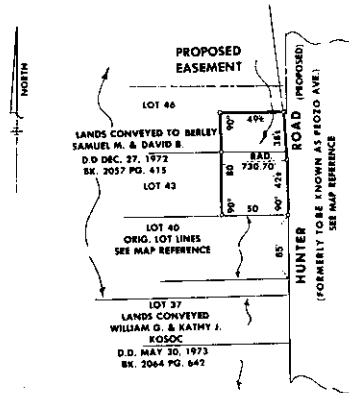 NORTH
PROPOSED
EASEMENT
LOT 46
90°
49±
38±
LANDS CONVEYED TO BERLEY
SAMUEL M. & DAVID B.
D.D DEC. 27, 1972
BK. 2057 PG. 415
LOT 43
80
RAD.
730.70'
42±
90°
50
90°
LOT 40
ORIG. LOT LINES
SEE MAP REFERENCE
85'
LOT 37
LANDS CONVEYED
WILLIAM G. & KATHY J.
KOSOC
D.D. MAY 30, 1973
BK. 2064 PG. 642
HUNTER ROAD (PROPOSED)
(FORMERLY TO BE KNOWN AS PEOZO AVE.)
SEE MAP REFERENCE